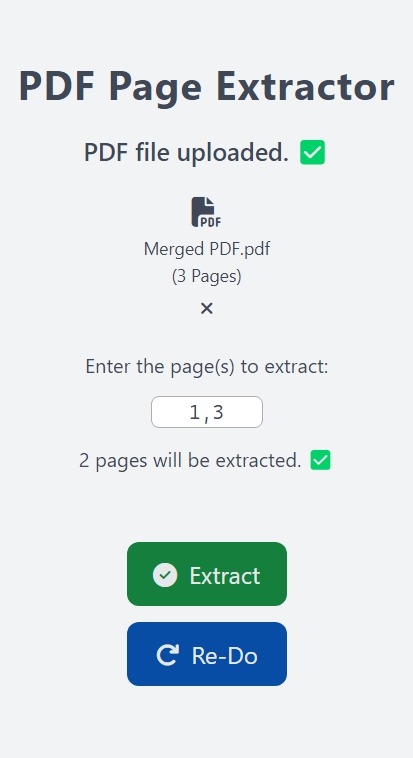 PDF Page Extractor
PDF file uploaded. ✅
PDF
Merged PDF.pdf
(3 Pages)
×
Enter the page(s) to extract:
1,3
2 pages will be extracted. ✅
Extract
Re-Do